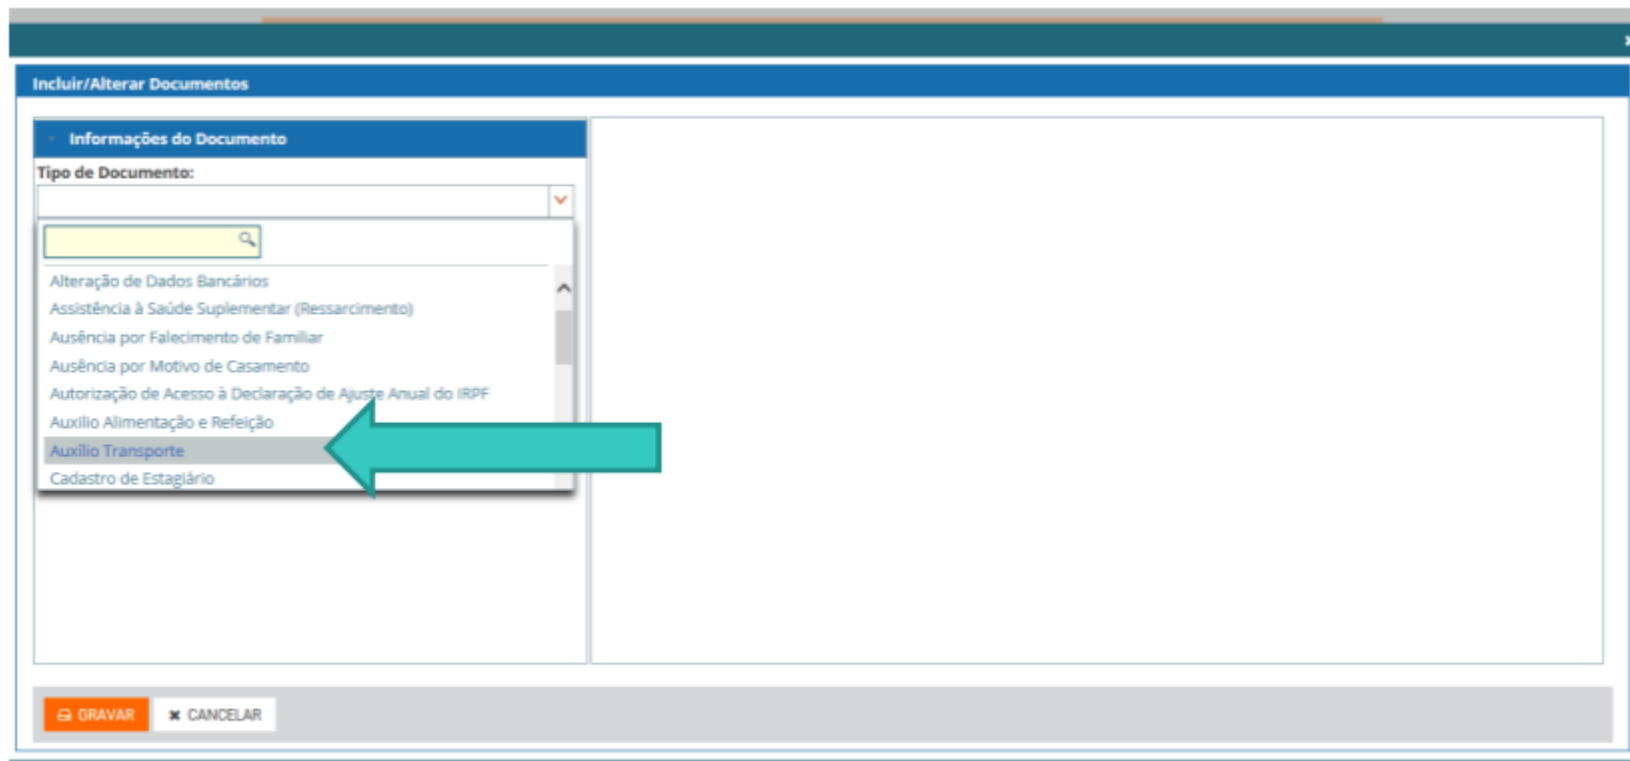 Incluir/Alterar Documentos
Informações do Documento
Tipo de Documento:
Alteração de Dados Bancários
Assistência à Saúde Suplementar (Ressarcimento)
Ausência por Falecimento de Familiar
Ausência por Motivo de Casamento
Autorização de Acesso à Declaração de Ajuste Anual do IRPF
Auxílio Alimentação e Refeição
Auxílio Transporte
Cadastro de Estagiário
GRAVAR
CANCELAR